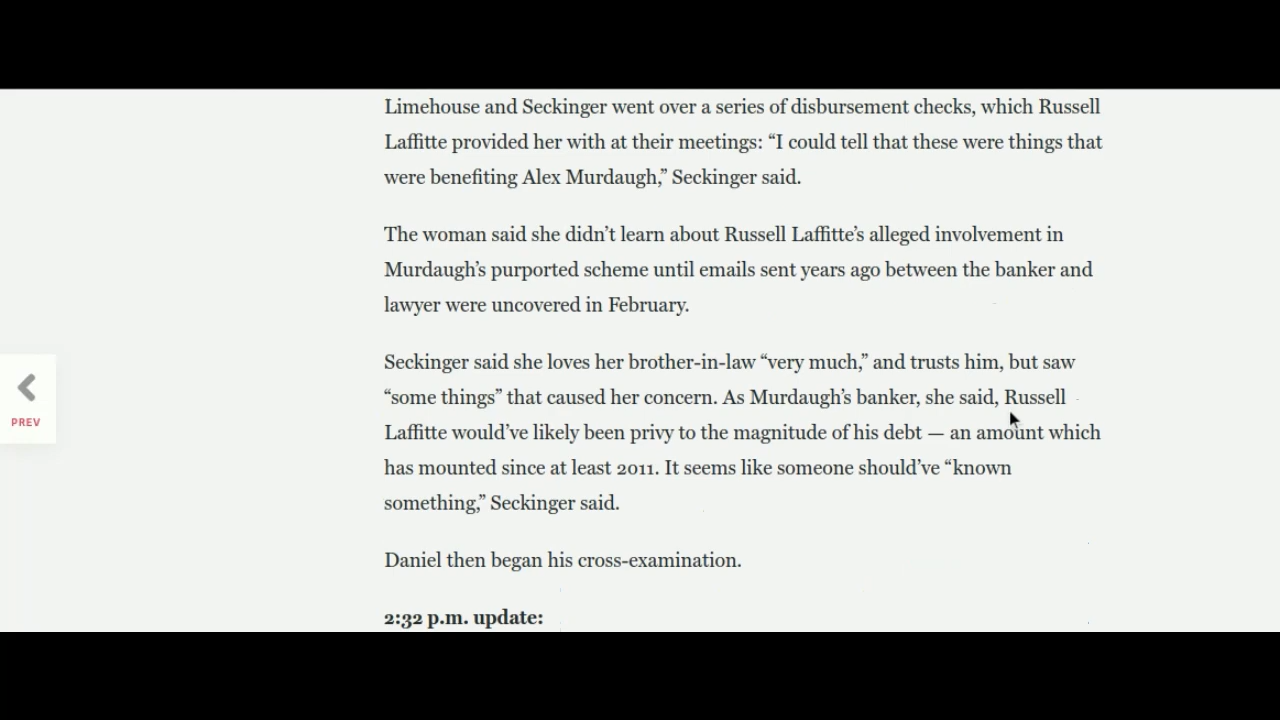 Limehouse and Seckinger went over a series of disbursement checks, which Russell
Laffitte provided her with at their meetings: “I could tell that these were things that
were benefiting Alex Murdaugh,” Seckinger said.
The woman said she didn’t learn about Russell Laffitte’s alleged involvement in
Murdaugh’s purported scheme until emails sent years ago between the banker and
lawyer were uncovered in February.
Seckinger said she loves her brother-in-law “very much,” and trusts him, but saw
“some things” that caused her concern. As Murdaugh’s banker, she said, Russell
Laffitte would’ve likely been privy to the magnitude of his debt — an amount which
has mounted since at least 2011. It seems like someone should’ve “known
something,” Seckinger said.
Daniel then began his cross-examination.
2:32 p.m. update:
PREV